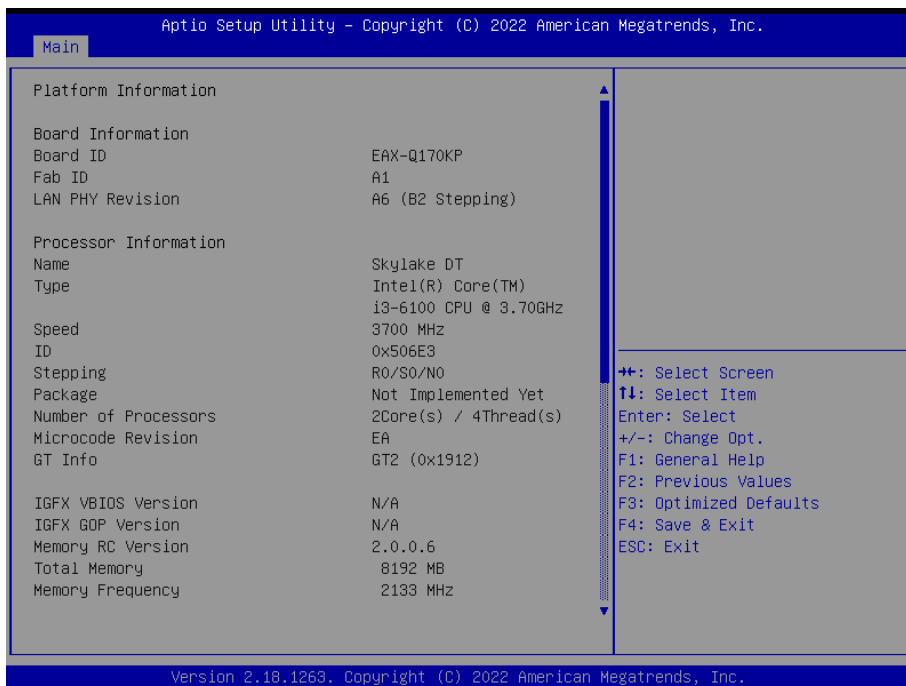 Aptio Setup Utility – Copyright (C) 2022 American Megatrends, Inc.
Main
Platform Information
Board Information
Board ID EAX-Q170KP
Fab ID A1
LAN PHY Revision A6 (B2 Stepping)
Processor Information
Name Skylake DT
Type Intel(R) Core(TM)
i3-6100 CPU @ 3.70GHz
Speed 3700 MHz
ID 0x506E3
Stepping R0/S0/N0
Package Not Implemented Yet
Number of Processors 2Core(s) / 4Thread(s)
Microcode Revision EA
GT Info GT2 (0x1912)
IGFX VBIOS Version N/A
IGFX GOP Version N/A
Memory RC Version 2.0.0.6
Total Memory 8192 MB
Memory Frequency 2133 MHz
→←: Select Screen
↑↓: Select Item
Enter: Select
+/-: Change Opt.
F1: General Help
F2: Previous Values
F3: Optimized Defaults
F4: Save & Exit
ESC: Exit
Version 2.18.1263. Copyright (C) 2022 American Megatrends, Inc.